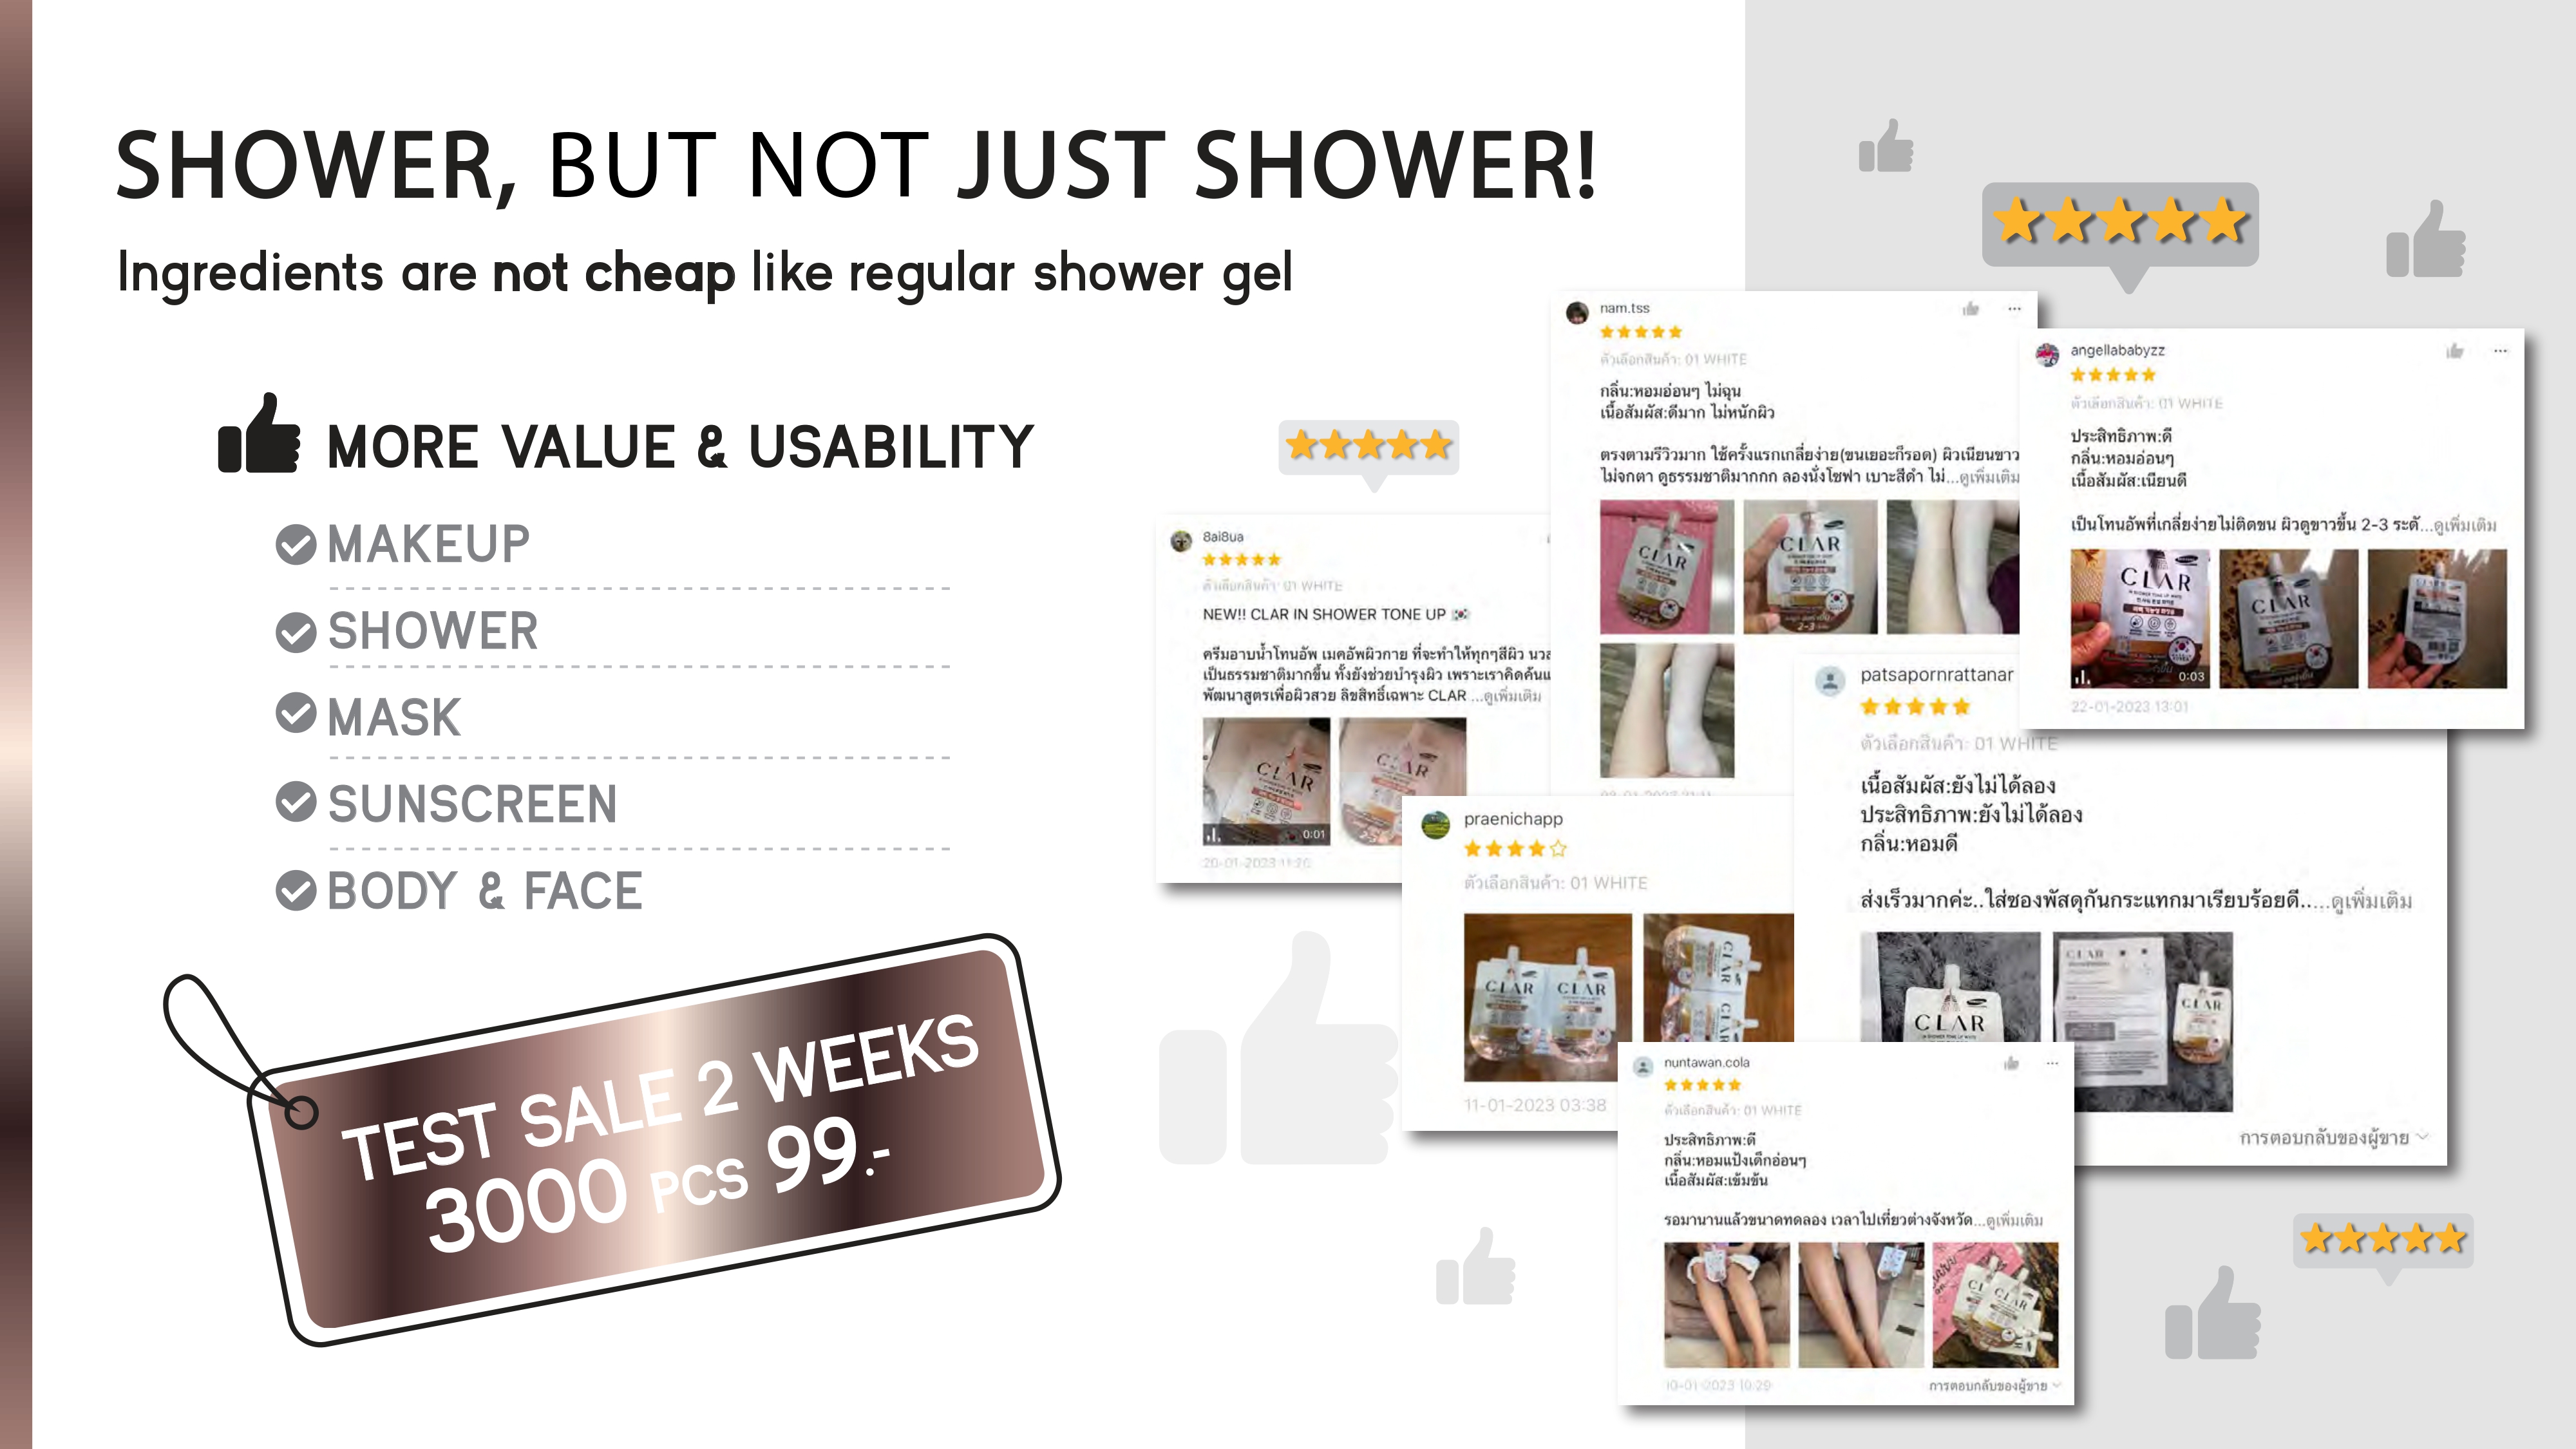 SHOWER, BUT NOT JUST SHOWER!
Ingredients are not cheap like regular shower gel
MORE VALUE & USABILITY
MAKEUP
SHOWER
MASK
SUNSCREEN
BODY & FACE
TEST SALE 2 WEEKS
3000 PCS 99.-
8ai8ua
ตัวเลือกสินค้า: 01 WHITE
NEW!! CLAR IN SHOWER TONE UP 🇰🇷
ครีมอาบน้ำโทนอัพ เมคอัพผิวกาย ที่จะทำให้ทุกๆสีผิว
เป็นธรรมชาติมากขึ้น ทั้งยังช่วยบำรุงผิว เพราะเราคิดค้นแ
พัฒนาสูตรเพื่อผิวสวย ลิขสิทธิ์เฉพาะ CLAR ...ดูเพิ่มเติม
CLAR
CLAR
0:01
20-01-2023 11:20
nam.tss
ตัวเลือกสินค้า: 01 WHITE
กลิ่น:หอมอ่อนๆ ไม่ฉุน
เนื้อสัมผัส:ดีมาก ไม่หนักผิว
ตรงตามรีวิวมาก ใช้ครั้งแรกเกลี่ยง่าย(ขนเยอะก็รอด) ผิวเนียนขาว
ไม่จกตา ดูธรรมชาติมากกก ลองนั่งโซฟา เบาะสีดำ ไม่...ดูเพิ่มเติม
CLAR
CLAR
2-3
angellababyzz
ตัวเลือกสินค้า: 01 WHITE
ประสิทธิภาพ:ดี
กลิ่น:หอมอ่อนๆ
เนื้อสัมผัส:เนียนดี
เป็นโทนอัพที่เกลี่ยง่ายไม่ติดขน ผิวดูขาวขึ้น 2-3 ระดั...ดูเพิ่มเติม
CLAR
CLAR
0:03
22-01-2023 13:01
praenichapp
ตัวเลือกสินค้า: 01 WHITE
CLAR
CLAR
CLAR
11-01-2023 03:38
patsapornrattanar
ตัวเลือกสินค้า: 01 WHITE
เนื้อสัมผัส:ยังไม่ได้ลอง
ประสิทธิภาพ:ยังไม่ได้ลอง
กลิ่น:หอมดี
ส่งเร็วมากค่ะ..ใส่ซองพัสดุกันกระแทกมาเรียบร้อยดี.....ดูเพิ่มเติม
CLAR
CLAR
CLAR
การตอบกลับของผู้ขาย
nuntawan.cola
ตัวเลือกสินค้า: 01 WHITE
ประสิทธิภาพ:ดี
กลิ่น:หอมแป้งเด็กอ่อนๆ
เนื้อสัมผัส:เข้มข้น
รอมานานแล้วขนาดทดลอง เวลาไปเที่ยวต่างจังหวัด...ดูเพิ่มเติม
CLAR
10-01-2023 10:29
การตอบกลับของผู้ขาย